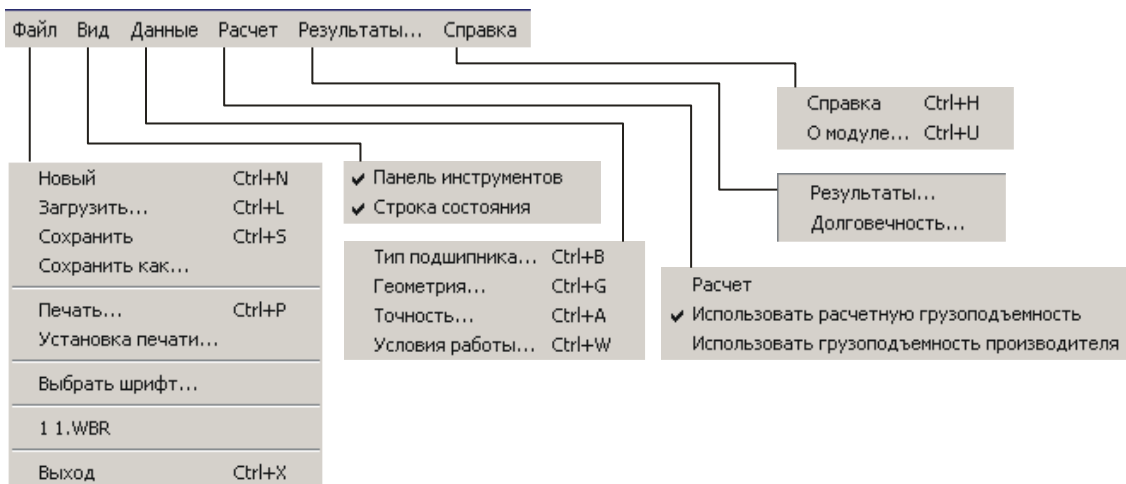 Файл Вид Данные Расчет Результаты... Справка
Справка Ctrl+H
О модуле... Ctrl+U
Новый Ctrl+N
Загрузить... Ctrl+L
Сохранить Ctrl+S
Сохранить как...
Печать... Ctrl+P
Установка печати...
Выбрать шрифт...
1 1.WBR
Выход Ctrl+X
Панель инструментов
Строка состояния
Тип подшипника... Ctrl+B
Геометрия... Ctrl+G
Точность... Ctrl+A
Условия работы... Ctrl+W
Результаты...
Долговечность...
Расчет
Использовать расчетную грузоподъемность
Использовать грузоподъемность производителя